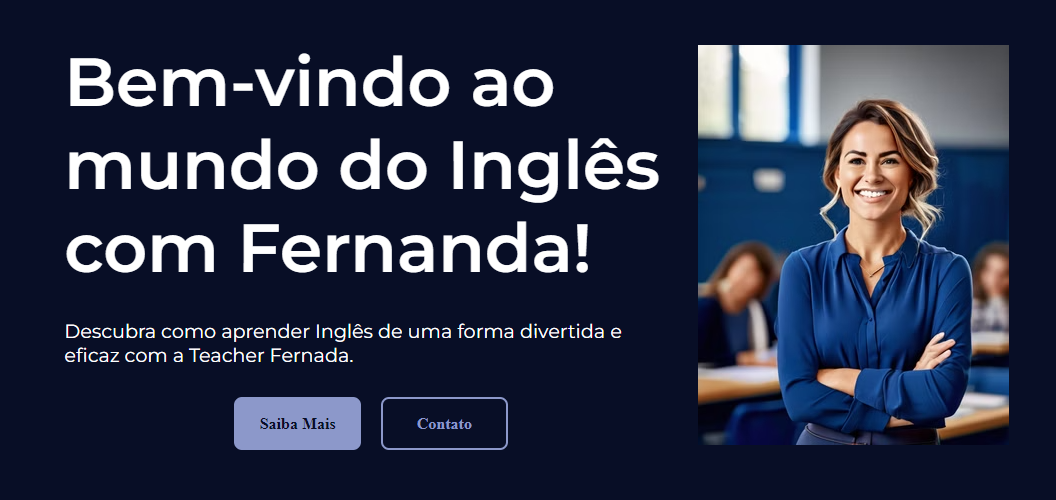 Bem-vindo ao
mundo do Inglês
com Fernanda!
Descubra como aprender Inglês de uma forma divertida e
eficaz com a Teacher Fernada.
Saiba Mais
Contato